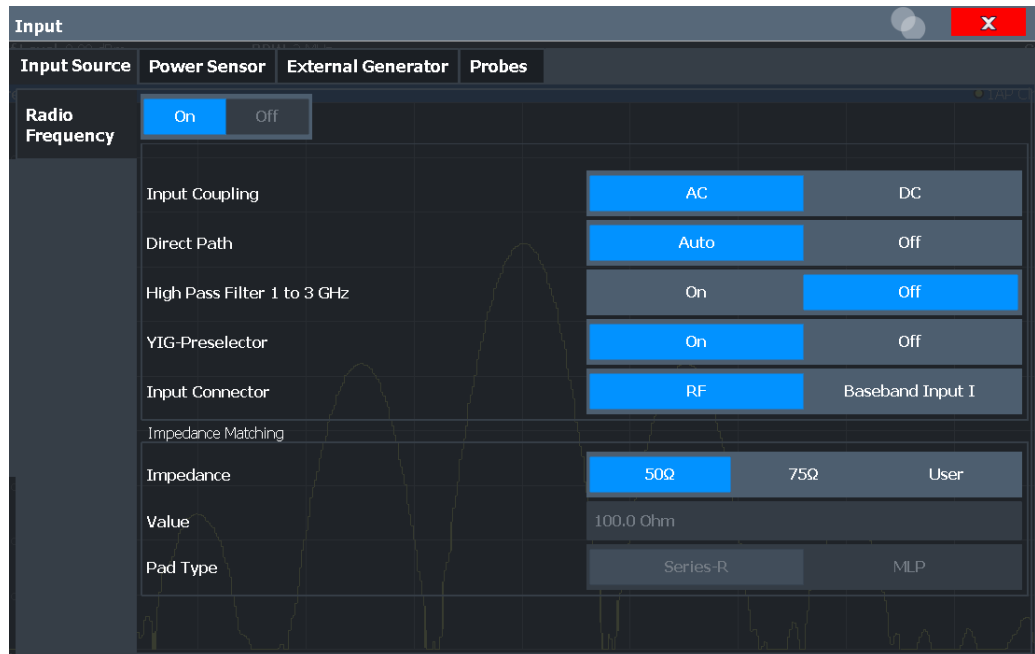 Input
X
Input Source Power Sensor External Generator Probes
Radio
Frequency
On Off
Input Coupling AC DC
Direct Path Auto Off
High Pass Filter 1 to 3 GHz On Off
YIG-Preselector On Off
Input Connector RF Baseband Input I
Impedance Matching
Impedance 50Ω 75Ω User
Value 100.0 Ohm
Pad Type Series-R MLP